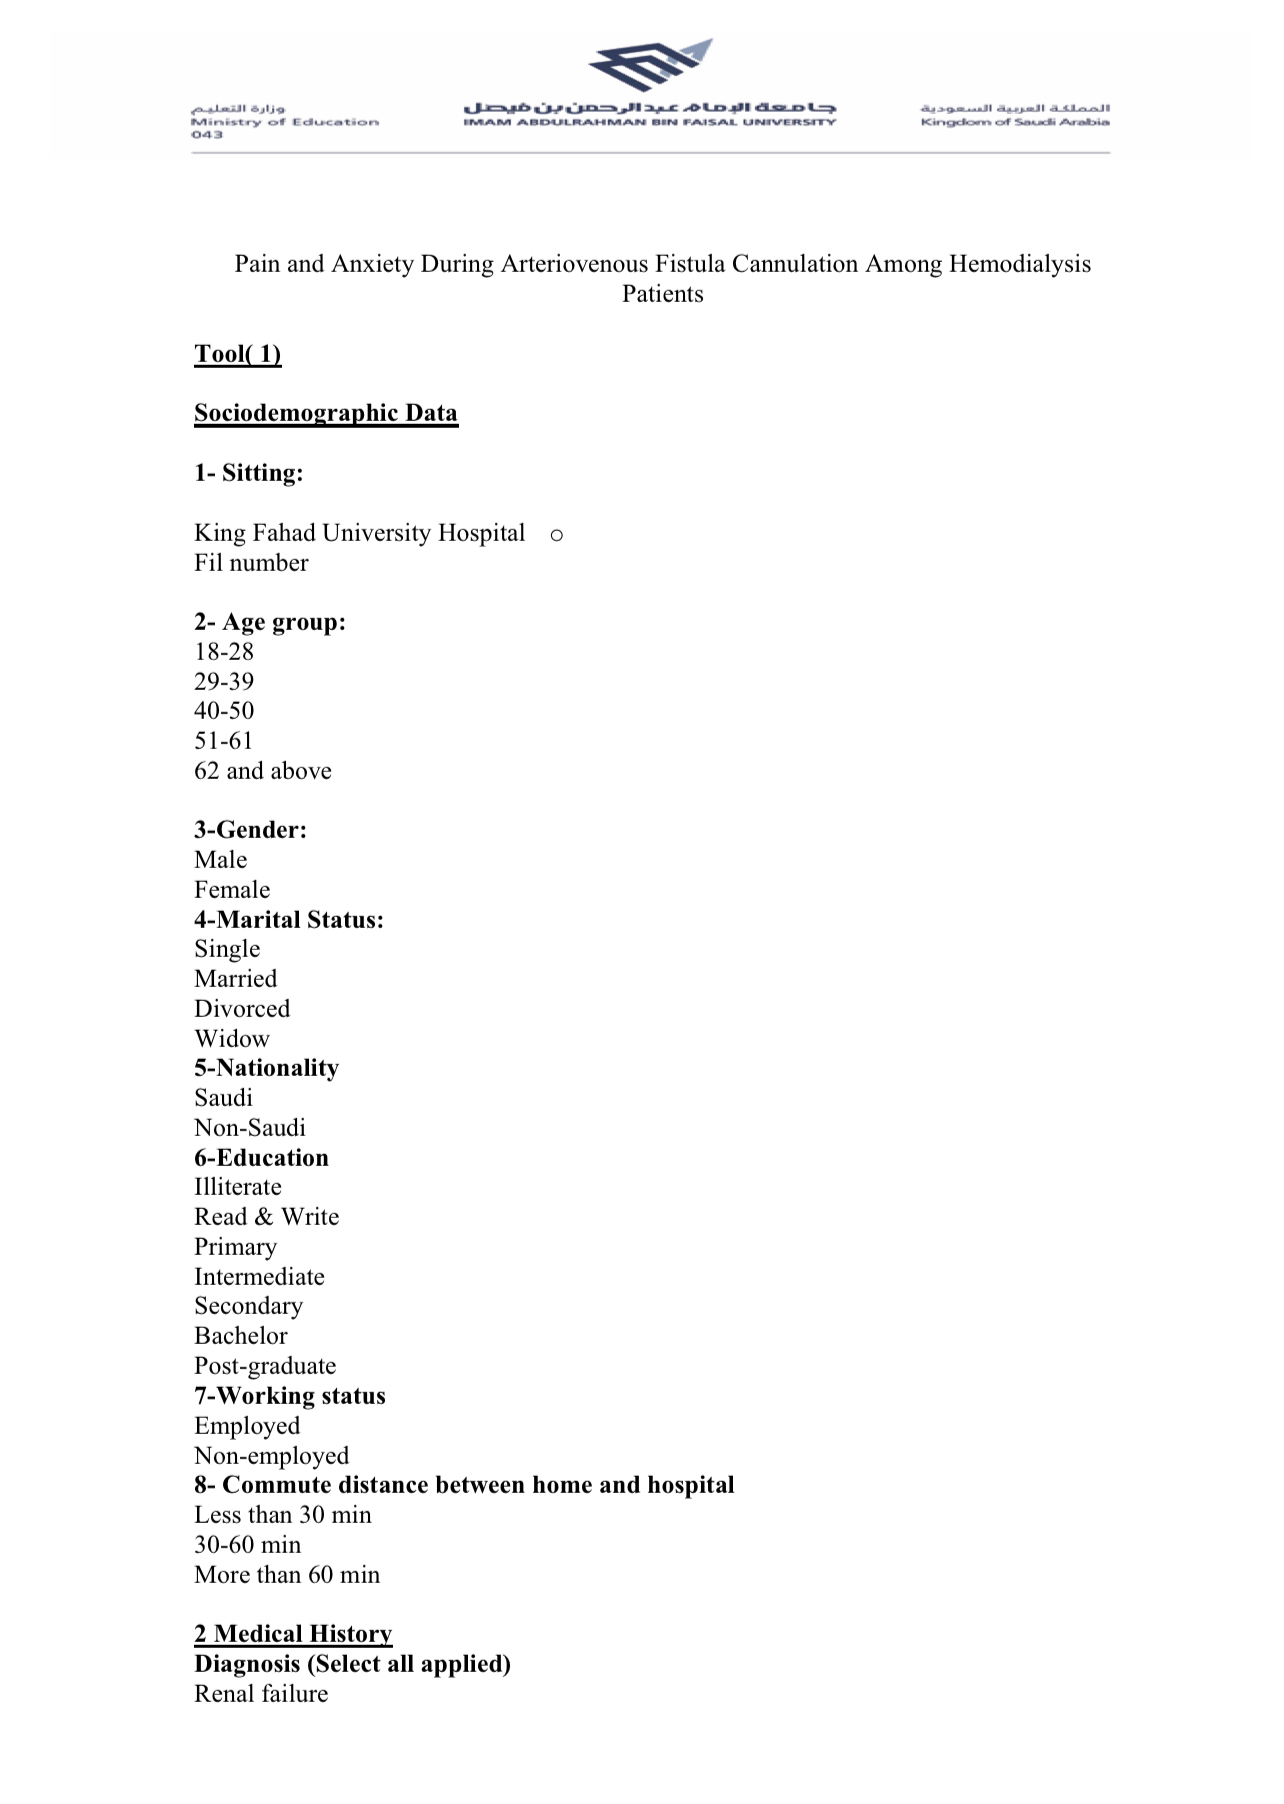 وزارة التعليم
Ministry of Education
043
جامعة الإمام عبد الرحمن بن فيصل
IMAM ABDULRAHMAN BIN FAISAL UNIVERSITY
المملكة العربية السعودية
Kingdom of Saudi Arabia
Pain and Anxiety During Arteriovenous Fistula Cannulation Among Hemodialysis
Patients
Tool( 1)
Sociodemographic Data
1- Sitting:
King Fahad University Hospital ○
Fil number
2- Age group:
18-28
29-39
40-50
51-61
62 and above
3-Gender:
Male
Female
4-Marital Status:
Single
Married
Divorced
Widow
5-Nationality
Saudi
Non-Saudi
6-Education
Illiterate
Read & Write
Primary
Intermediate
Secondary
Bachelor
Post-graduate
7-Working status
Employed
Non-employed
8- Commute distance between home and hospital
Less than 30 min
30-60 min
More than 60 min
2 Medical History
Diagnosis (Select all applied)
Renal failure